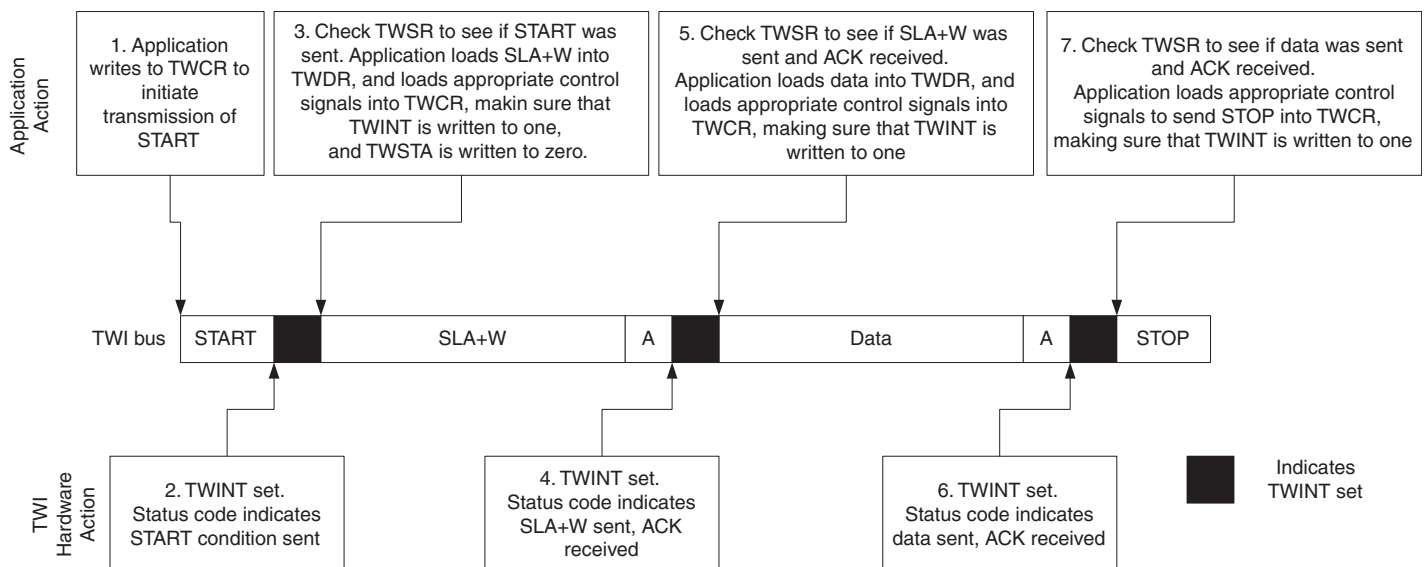 Application
Action
1. Application
writes to TWCR to
initiate
transmission of
START
3. Check TWSR to see if START was
sent. Application loads SLA+W into
TWDR, and loads appropriate control
signals into TWCR, makin sure that
TWINT is written to one,
and TWSTA is written to zero.
5. Check TWSR to see if SLA+W was
sent and ACK received.
Application loads data into TWDR, and
loads appropriate control signals into
TWCR, making sure that TWINT is
written to one
7. Check TWSR to see if data was sent
and ACK received.
Application loads appropriate control
signals to send STOP into TWCR,
making sure that TWINT is written to one
TWI bus
START
SLA+W
A
Data
A
STOP
TWI
Hardware
Action
2. TWINT set.
Status code indicates
START condition sent
4. TWINT set.
Status code indicates
SLA+W sent, ACK
received
6. TWINT set.
Status code indicates
data sent, ACK received
Indicates
TWINT set